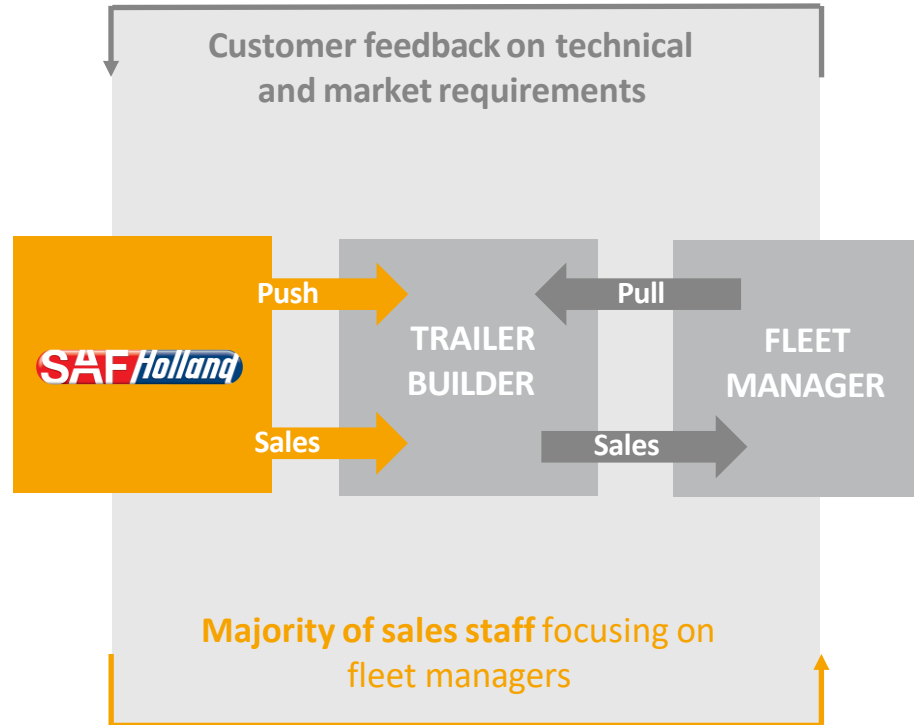 Customer feedback on technical
and market requirements
Push
Pull
SAF Holland
TRAILER
BUILDER
FLEET
MANAGER
Sales
Sales
Majority of sales staff focusing on
fleet managers